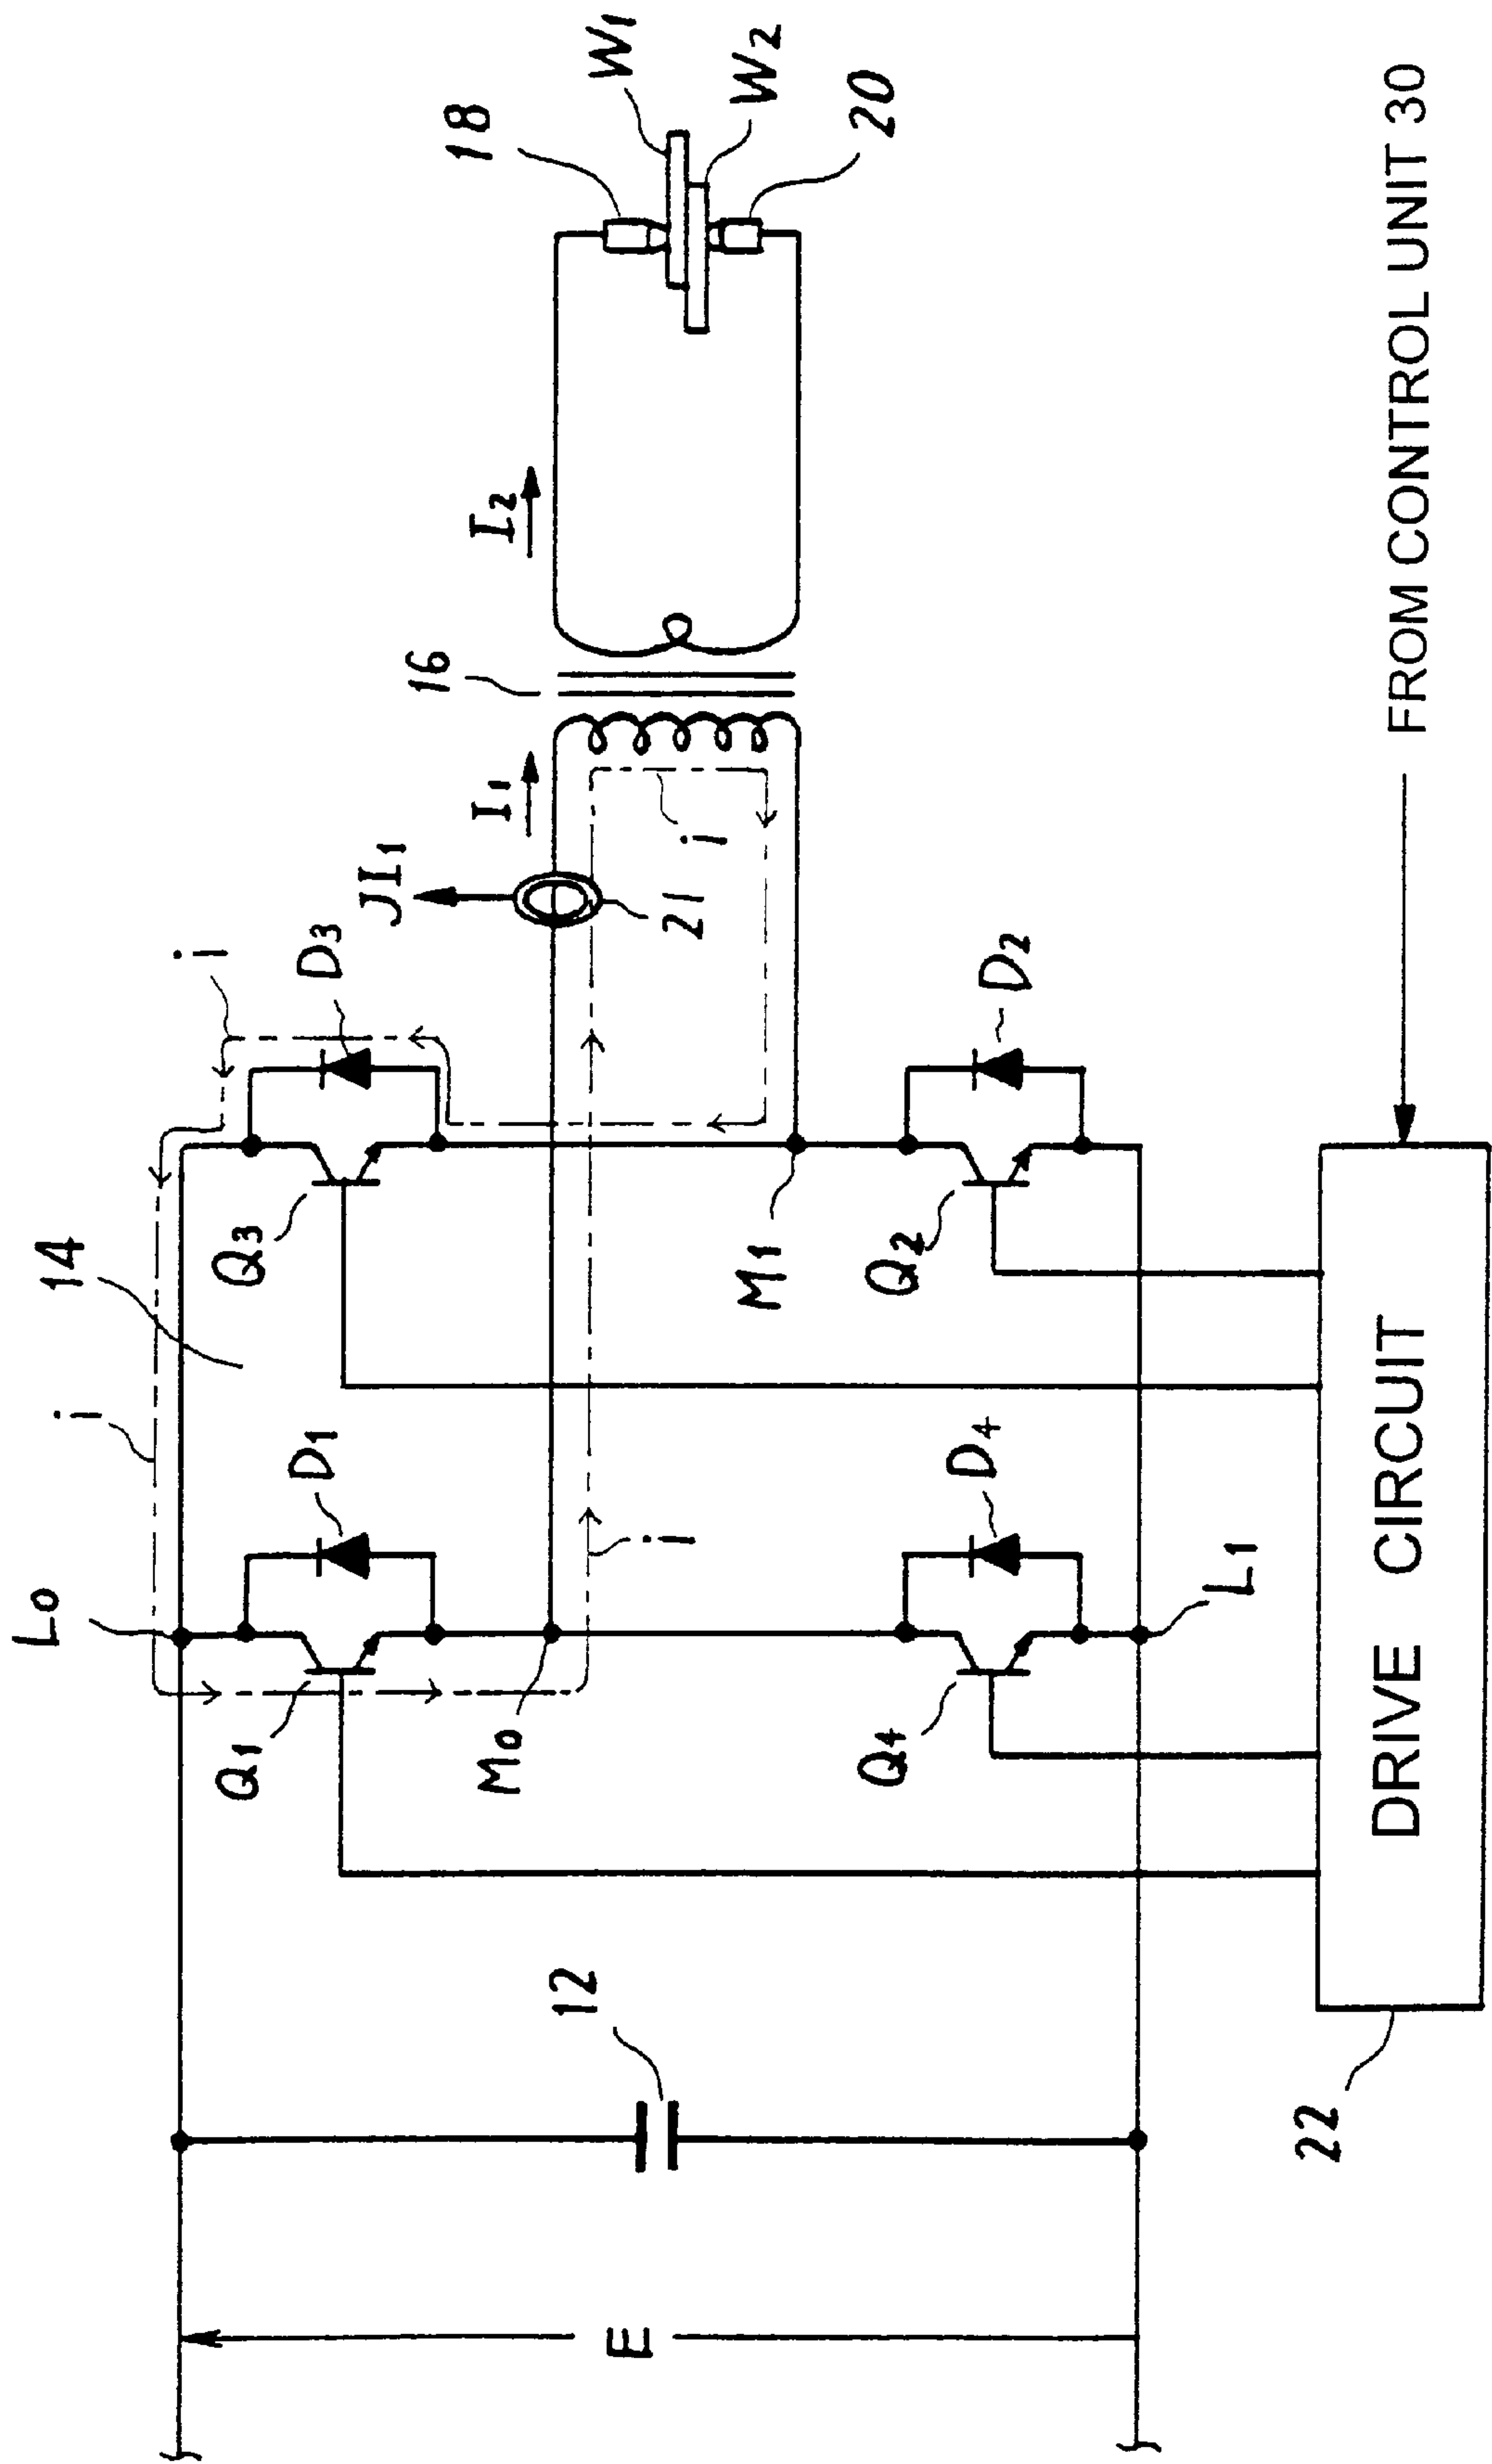 L0
i
14
i
Q1
D1
Q3
D3
JI1
I1
16
I2
18
W1
W2
20
M0
i
21
i
M1
12
E
Q4
D4
Q2
D2
L1
22
DRIVE CIRCUIT
FROM CONTROL UNIT 30